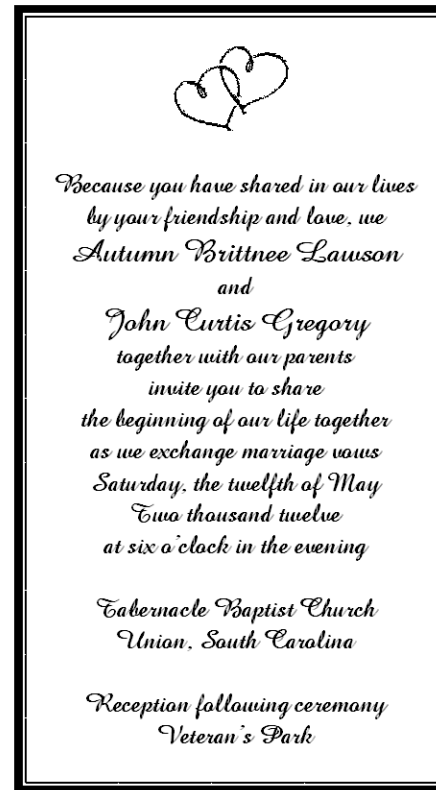 Because you have shared in our lives
by your friendship and love, we
Autumn Brittnee Lawson
and
John Curtis Gregory
together with our parents
invite you to share
the beginning of our life together
as we exchange marriage vows
Saturday, the twelfth of May
Two thousand twelve
at six o'clock in the evening
Tabernacle Baptist Church
Union, South Carolina
Reception following ceremony
Veteran's Park